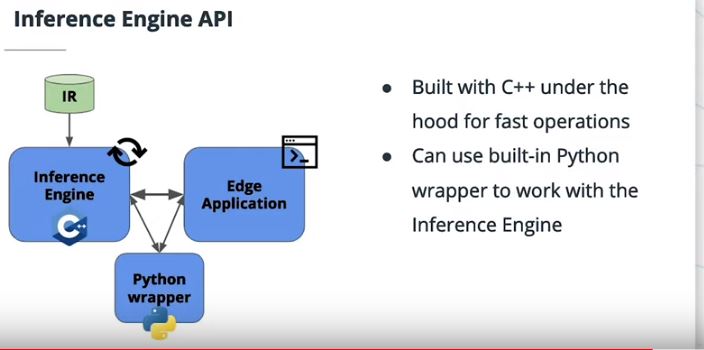 Inference Engine API
IR
Inference
Engine
C++
Edge
Application
>_
Python
wrapper
● Built with C++ under the
hood for fast operations
● Can use built-in Python
wrapper to work with the
Inference Engine